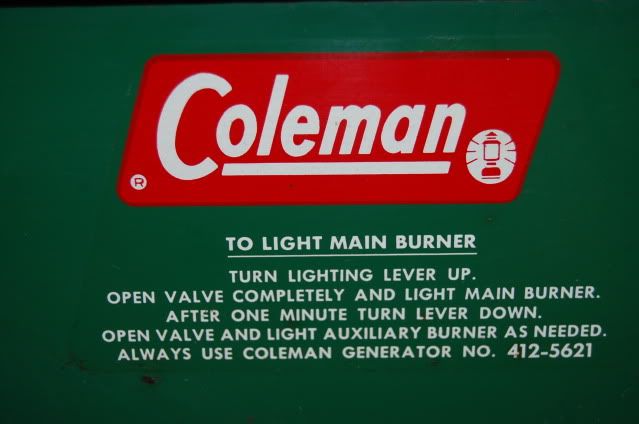 Coleman
®
TO LIGHT MAIN BURNER
TURN LIGHTING LEVER UP.
OPEN VALVE COMPLETELY AND LIGHT MAIN BURNER.
AFTER ONE MINUTE TURN LEVER DOWN.
OPEN VALVE AND LIGHT AUXILIARY BURNER AS NEEDED.
ALWAYS USE COLEMAN GENERATOR NO. 412-5621